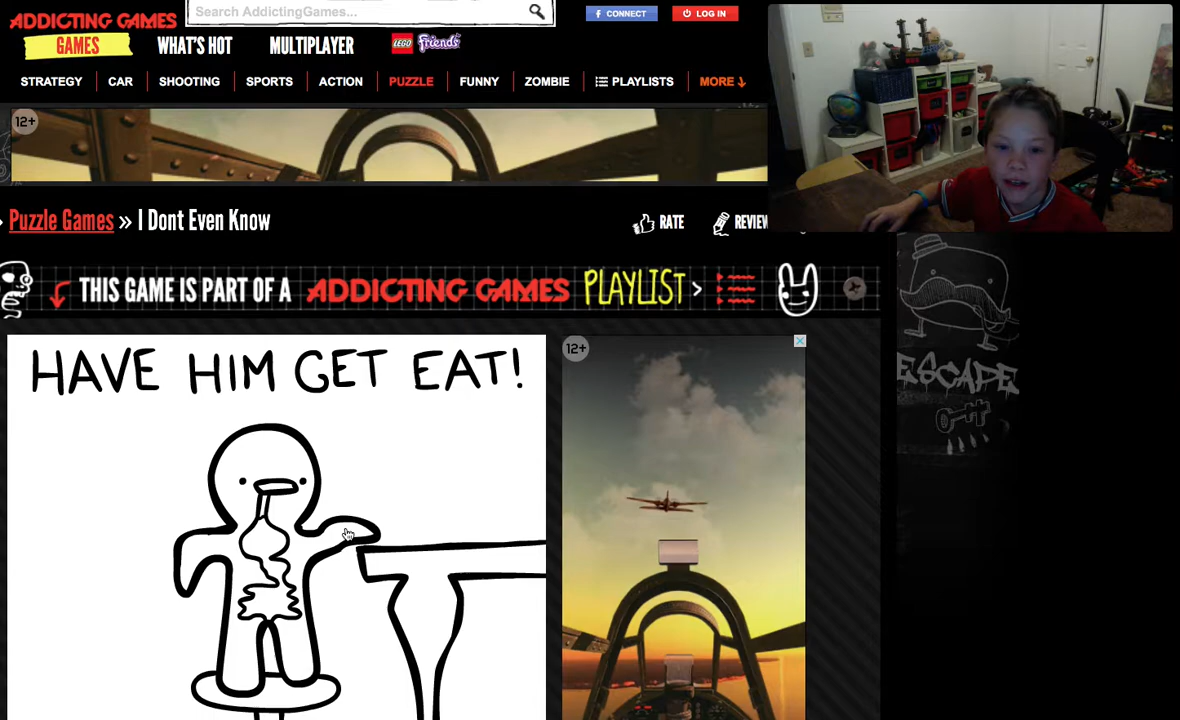 ADDICTING GAMES
Search AddictingGames...
f CONNECT
LOG IN
GAMES WHAT'S HOT MULTIPLAYER LEGO Friends
STRATEGY CAR SHOOTING SPORTS ACTION PUZZLE FUNNY ZOMBIE PLAYLISTS MORE
12+
Puzzle Games » I Dont Even Know
RATE
REVIEW
THIS GAME IS PART OF A ADDICTING GAMES PLAYLIST >
HAVE HIM GET EAT!
12+
ESCAPE